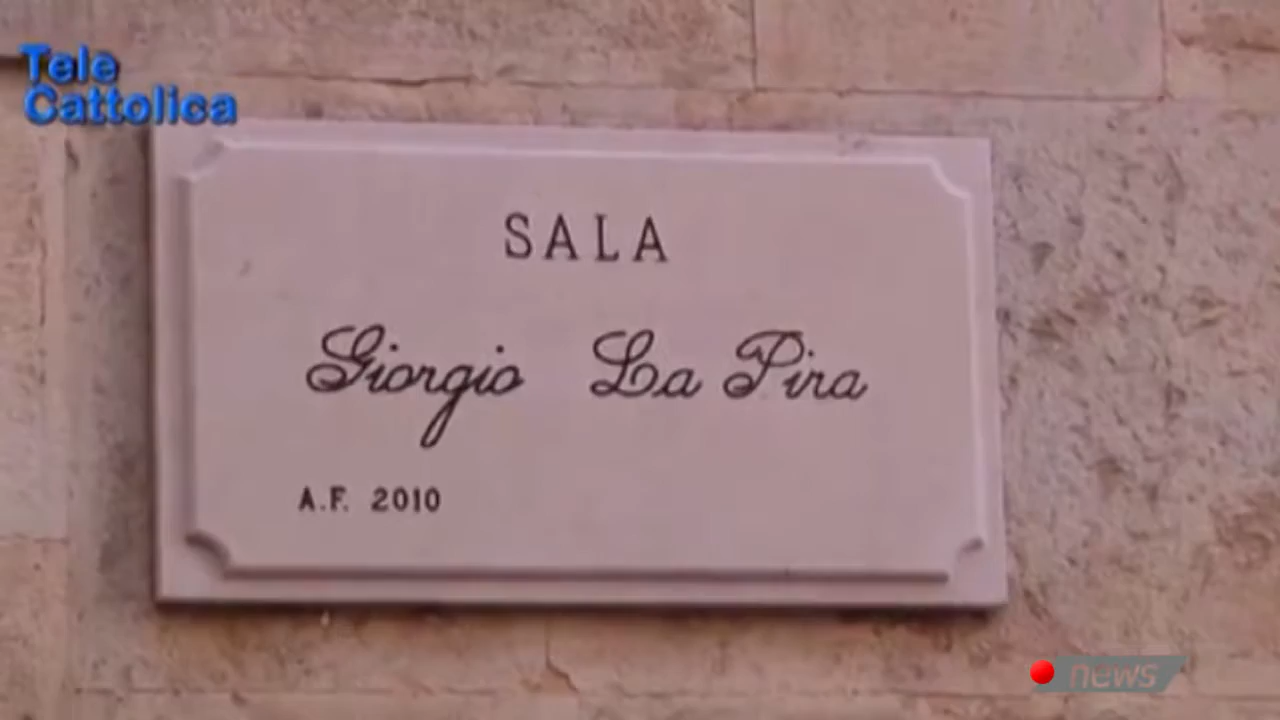 Tele
Cattolica
SALA
Giorgio La Pira
A.F. 2010
news